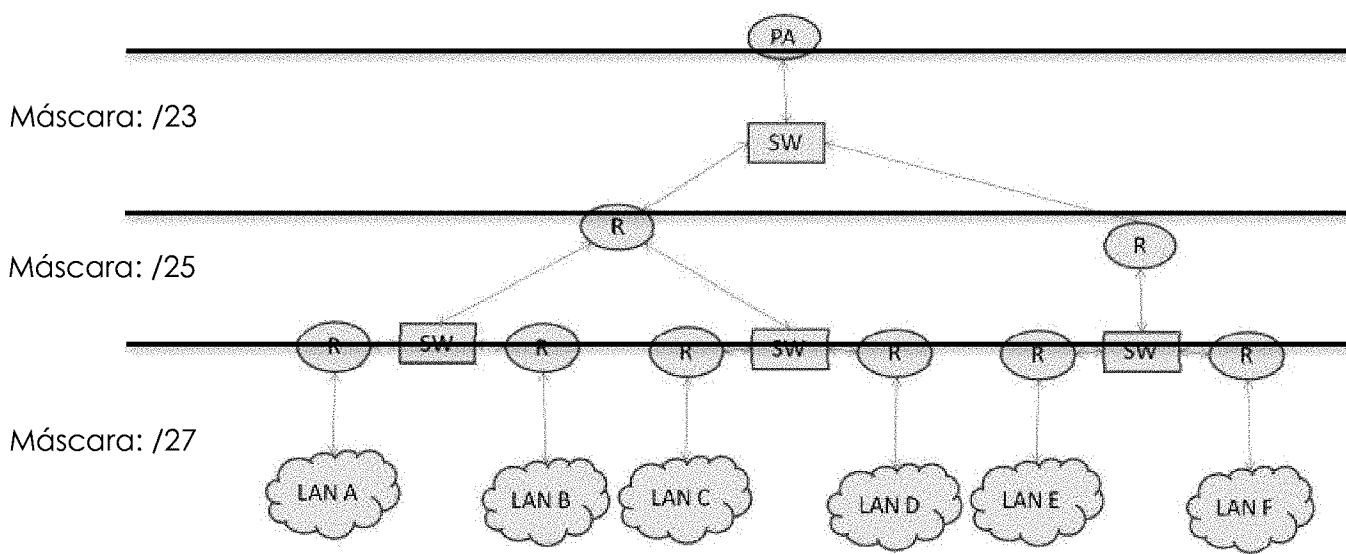 PA
Máscara: /23
SW
R
R
Máscara: /25
R
SW
R
R
SW
R
R
SW
R
Máscara: /27
LAN A
LAN B
LAN C
LAN D
LAN E
LAN F